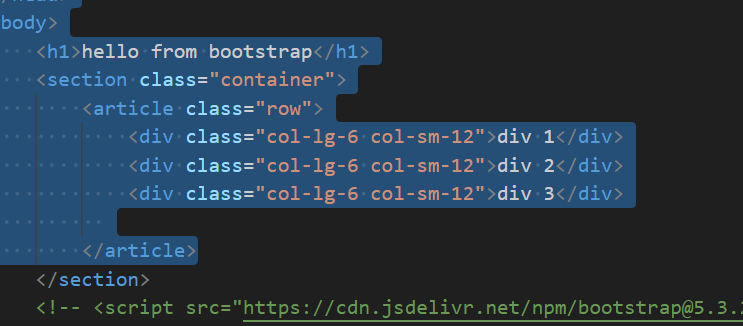 body>
<h1>hello from bootstrap</h1>
<section class="container">
<article class="row">
<div class="col-lg-6 col-sm-12">div 1</div>
<div class="col-lg-6 col-sm-12">div 2</div>
<div class="col-lg-6 col-sm-12">div 3</div>
</article>
</section>
<!-- <script src="https://cdn.jsdelivr.net/npm/bootstrap@5.3.